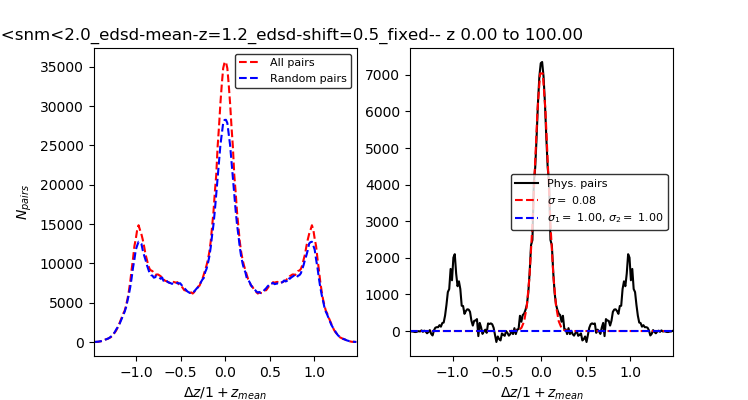 <snm<2.0_edsd-mean-z=1.2_edsd-shift=0.5_fixed-- z 0.00 to 100.00
35000
30000
25000
20000
15000
10000
5000
0
N_pairs
All pairs
Random pairs
−1.0 −0.5 0.0 0.5 1.0
Δz/1 + z_mean
7000
6000
5000
4000
3000
2000
1000
0
Phys. pairs
σ = 0.08
σ₁ = 1.00, σ₂ = 1.00
−1.0 −0.5 0.0 0.5 1.0
Δz/1 + z_mean